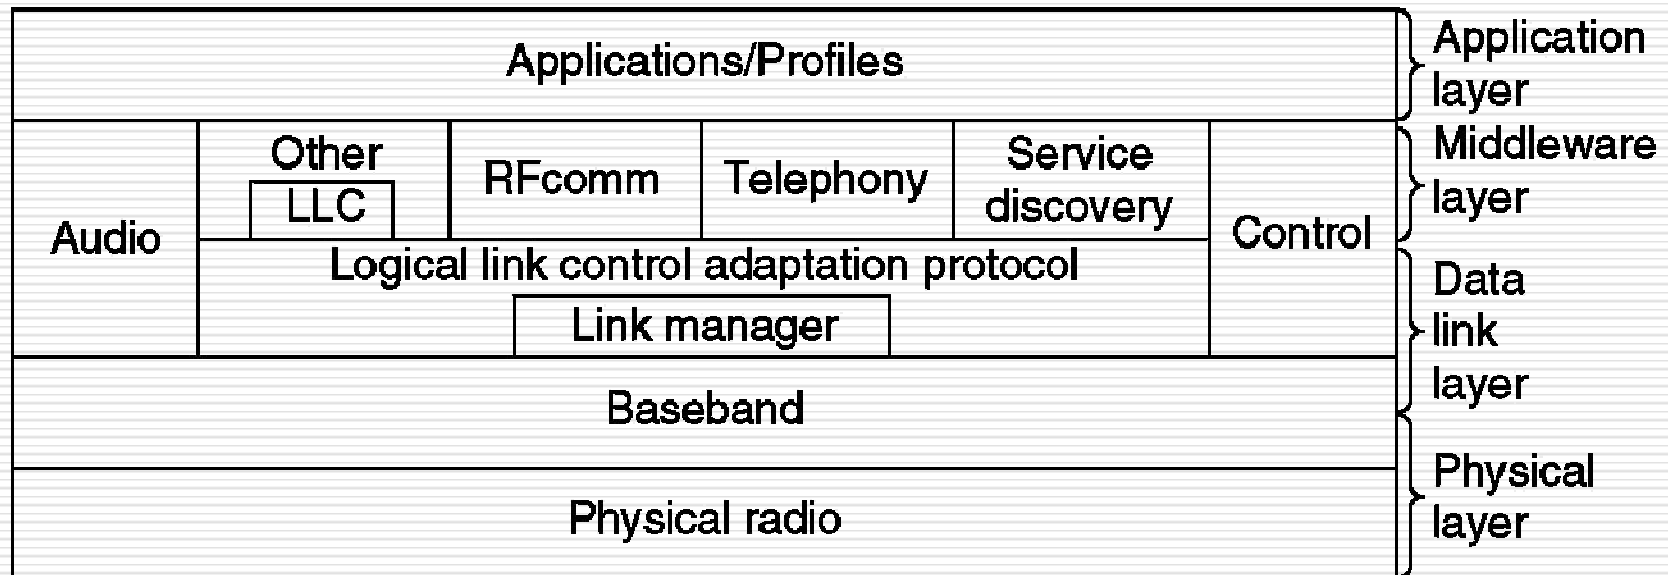 Applications/Profiles
Application
layer
Audio
Other
LLC
RFcomm
Telephony
Service
discovery
Control
Middleware
layer
Logical link control adaptation protocol
Link manager
Data
link
layer
Baseband
Physical radio
Physical
layer